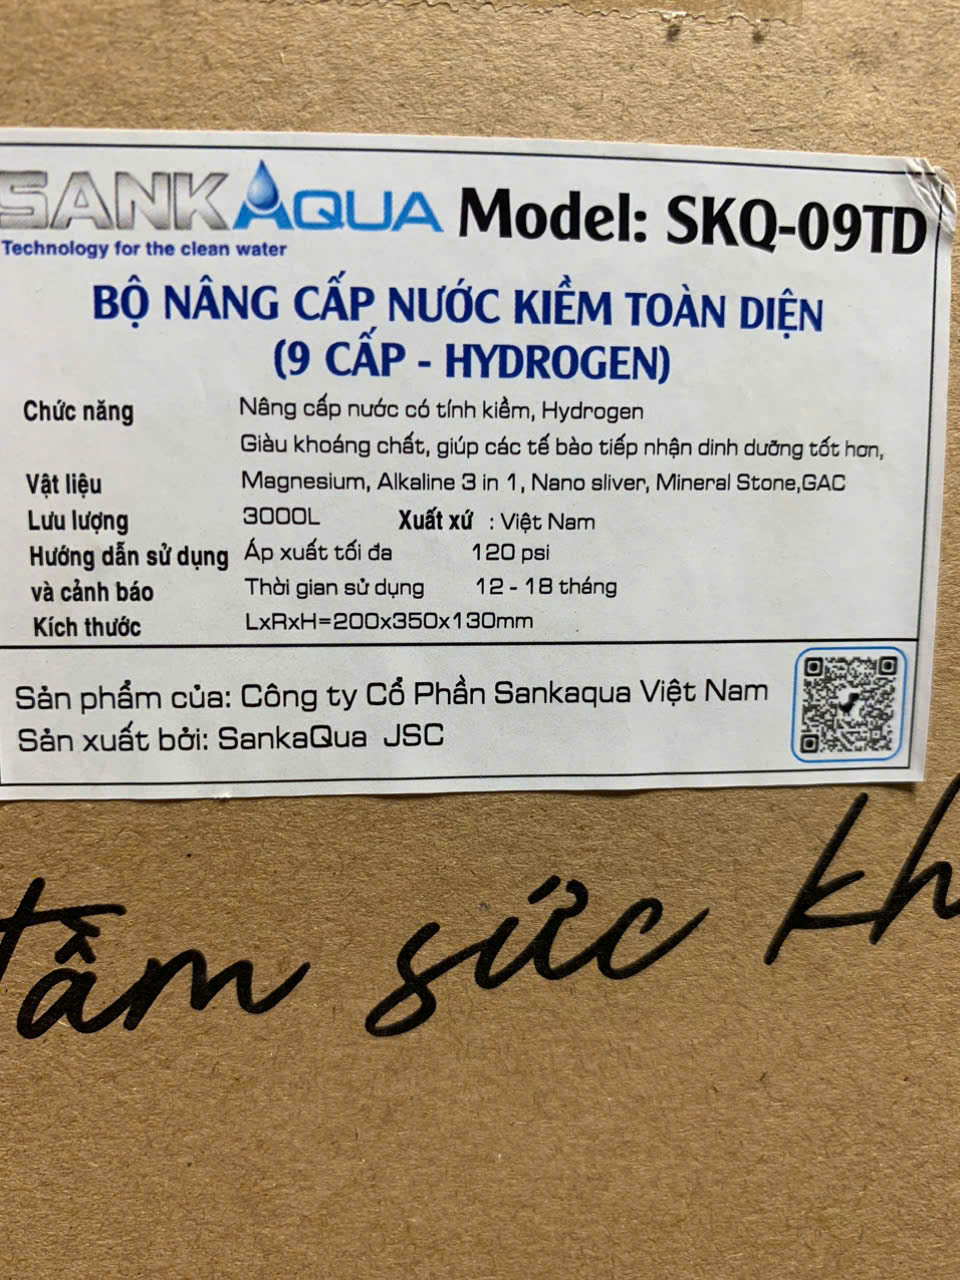 SANKAQUA Model: SKQ-09TD
Technology for the clean water
BỘ NÂNG CẤP NƯỚC KIỀM TOÀN DIỆN
(9 CẤP - HYDROGEN)
Chức năng Nâng cấp nước có tính kiềm, Hydrogen
Giàu khoáng chất, giúp các tế bào tiếp nhận dinh dưỡng tốt hơn,
Vật liệu Magnesium, Alkaline 3 in 1, Nano sliver, Mineral Stone,GAC
Lưu lượng 3000L Xuất xứ : Việt Nam
Hướng dẫn sử dụng Áp xuất tối đa 120 psi
và cảnh báo Thời gian sử dụng 12 - 18 tháng
Kích thước LxRxH=200x350x130mm
Sản phẩm của: Công ty Cổ Phần Sankaqua Việt Nam
Sản xuất bởi: SankaQua JSC
tâm sức kh